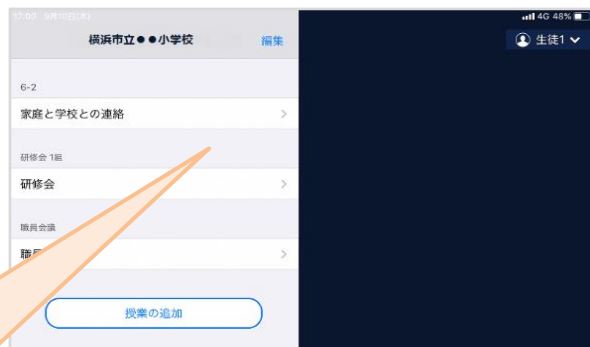 17:00 9月10日(木)
4G 48%
横浜市立●●小学校 編集
生徒1
6-2
家庭と学校との連絡
研修会 1組
研修会
職員会議
授業の追加